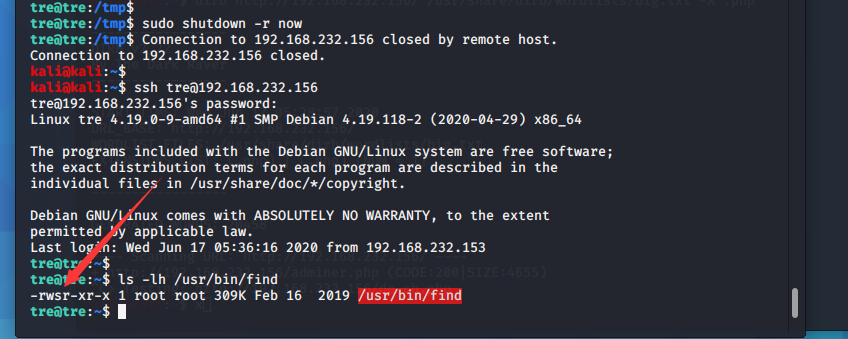 tre@tre:/tmp$
tre@tre:/tmp$ sudo shutdown -r now
tre@tre:/tmp$ Connection to 192.168.232.156 closed by remote host.
Connection to 192.168.232.156 closed.
kali@kali:~$
kali@kali:~$ ssh tre@192.168.232.156
tre@192.168.232.156's password:
Linux tre 4.19.0-9-amd64 #1 SMP Debian 4.19.118-2 (2020-04-29) x86_64
The programs included with the Debian GNU/Linux system are free software;
the exact distribution terms for each program are described in the
individual files in /usr/share/doc/*/copyright.
Debian GNU/Linux comes with ABSOLUTELY NO WARRANTY, to the extent
permitted by applicable law.
Last login: Wed Jun 17 05:36:16 2020 from 192.168.232.153
tre@tre:~$
tre@tre:~$ ls -lh /usr/bin/find
-rwsr-xr-x 1 root root 309K Feb 16  2019 /usr/bin/find
tre@tre:~$